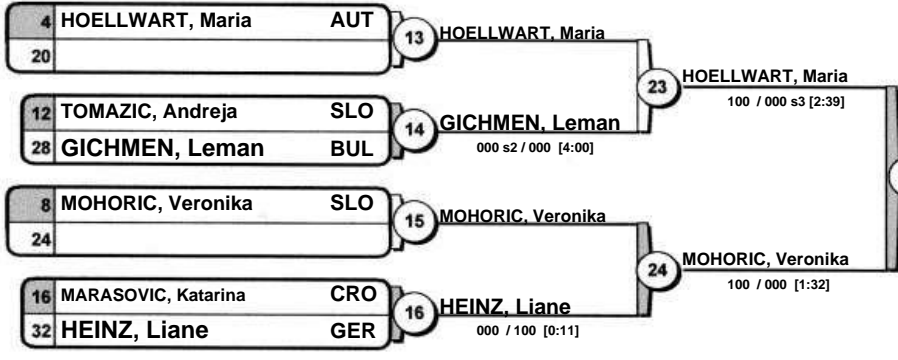 4 HOELLWART, Maria AUT
20
13 HOELLWART, Maria
12 TOMAZIC, Andreja SLO
28 GICHMEN, Leman BUL
14 GICHMEN, Leman
000 s2 / 000 [4:00]
23 HOELLWART, Maria
100 / 000 s3 [2:39]
8 MOHORIC, Veronika SLO
24
15 MOHORIC, Veronika
16 MARASOVIC, Katarina CRO
32 HEINZ, Liane GER
16 HEINZ, Liane
000 / 100 [0:11]
24 MOHORIC, Veronika
100 / 000 [1:32]